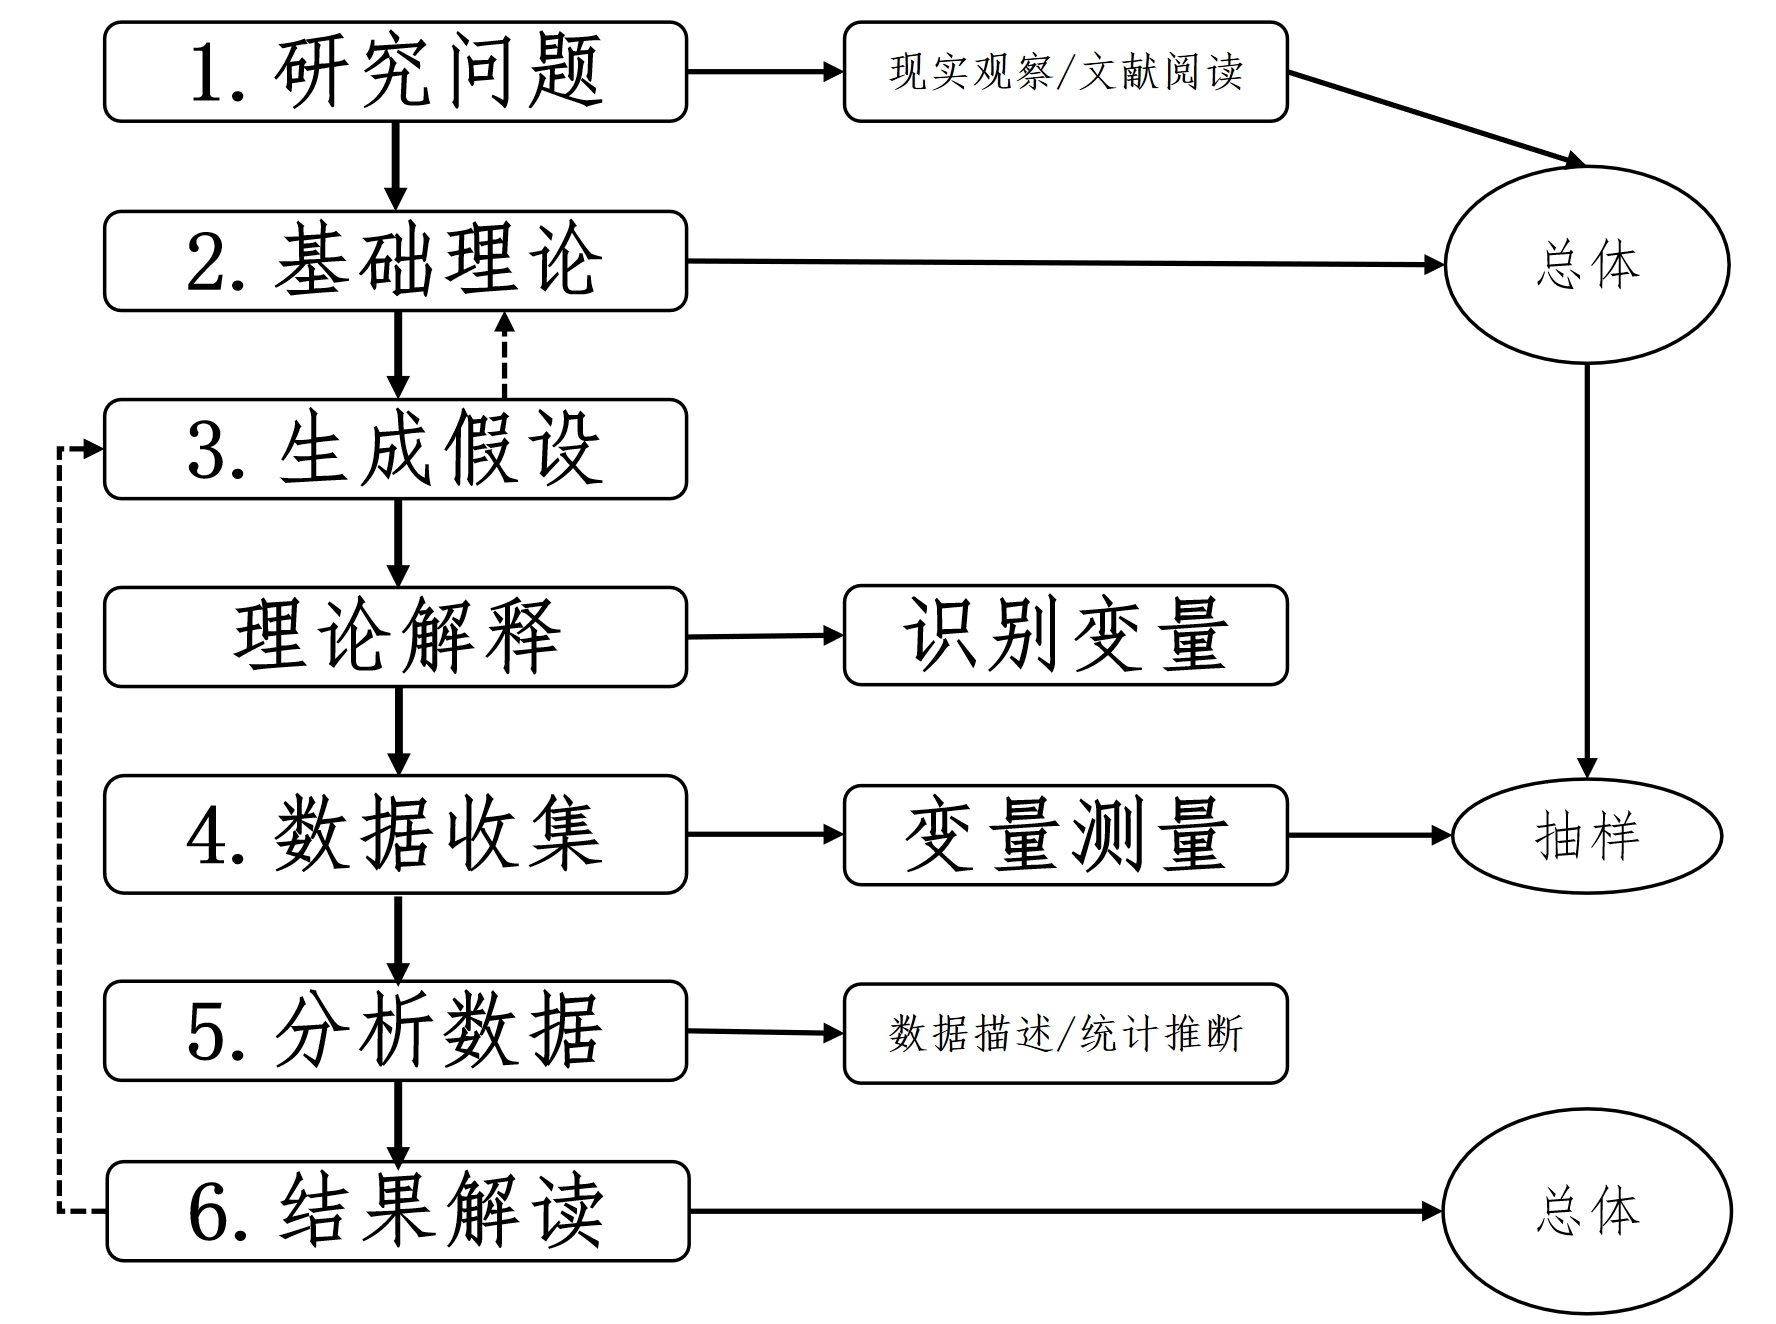 1.研究问题
现实观察/文献阅读
2.基础理论
总体
3.生成假设
理论解释
识别变量
4.数据收集
变量测量
抽样
5.分析数据
数据描述/统计推断
6.结果解读
总体